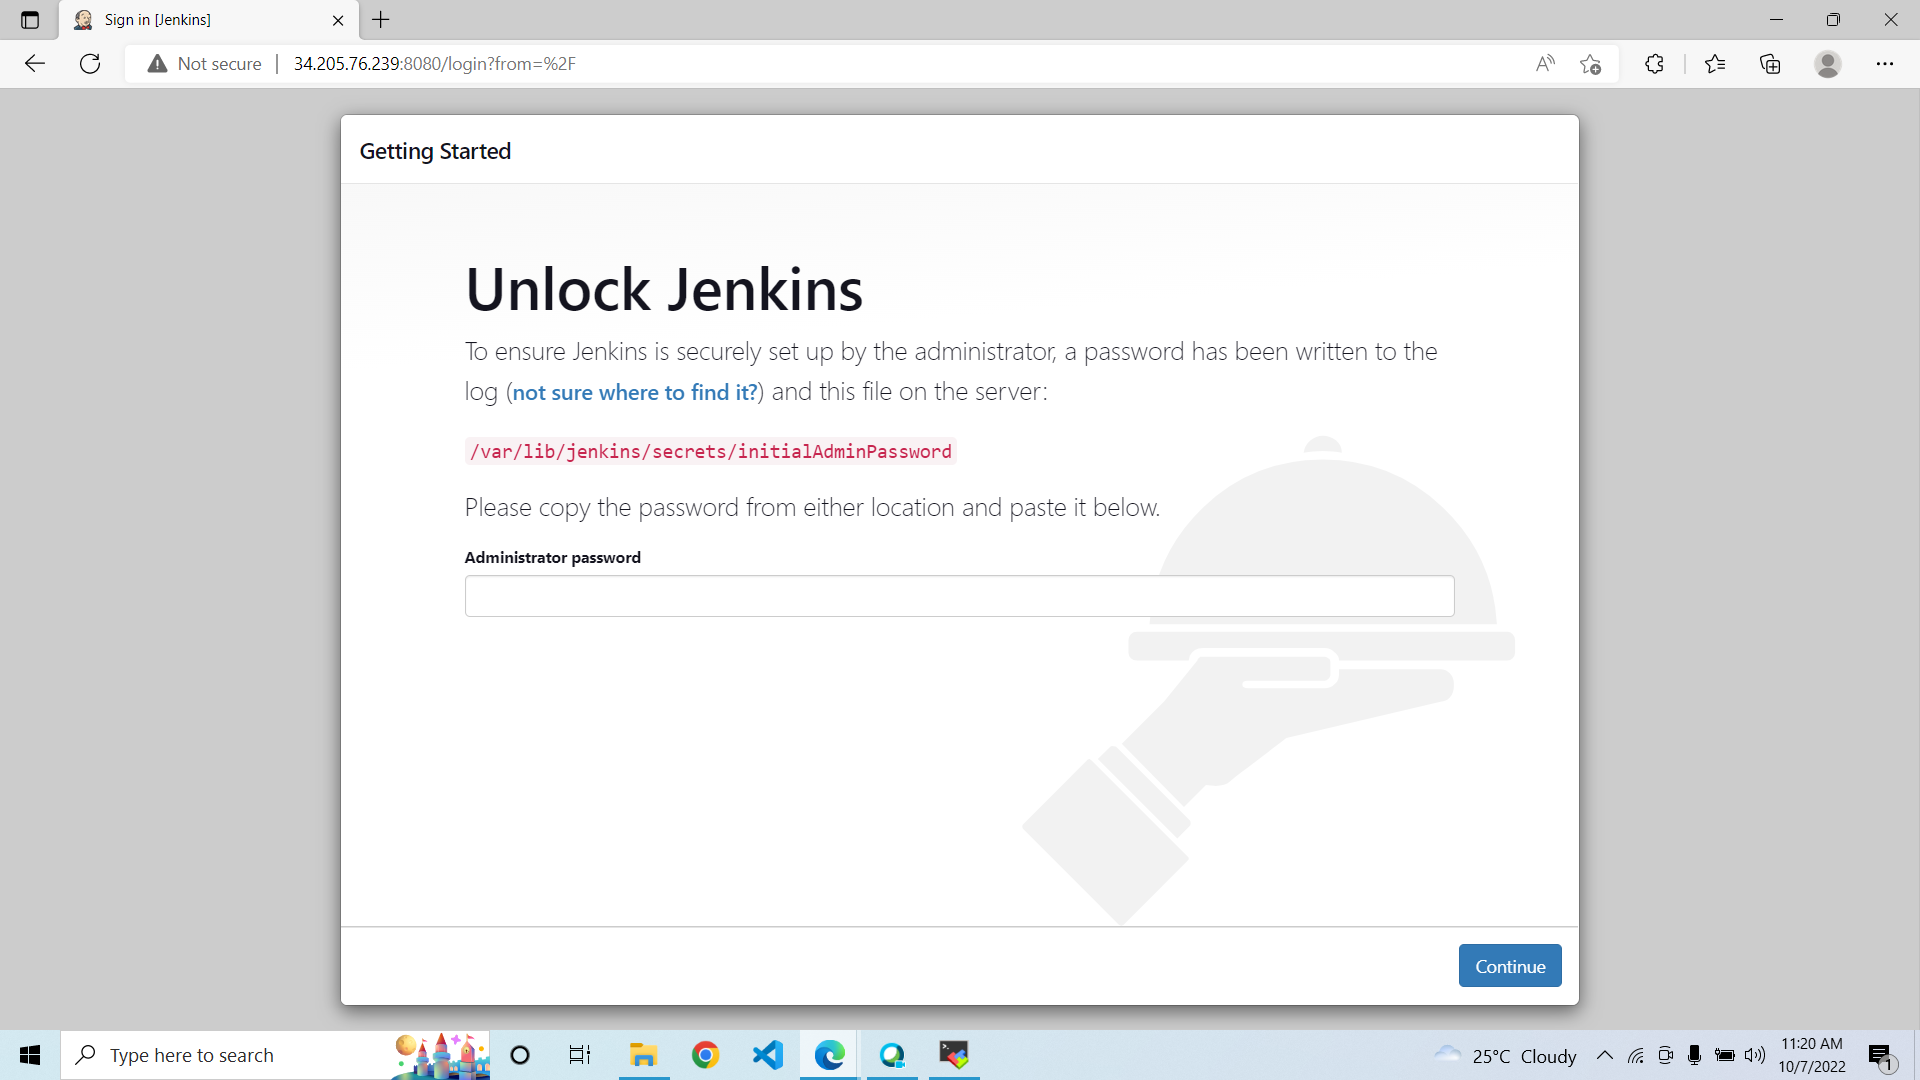 Sign in [Jenkins]
Not secure
34.205.76.239:8080/login?from=%2F
Getting Started
Unlock Jenkins
To ensure Jenkins is securely set up by the administrator, a password has been written to the
log (not sure where to find it?) and this file on the server:
/var/lib/jenkins/secrets/initialAdminPassword
Please copy the password from either location and paste it below.
Administrator password
Continue
Type here to search
25°C Cloudy
11:20 AM
10/7/2022
1